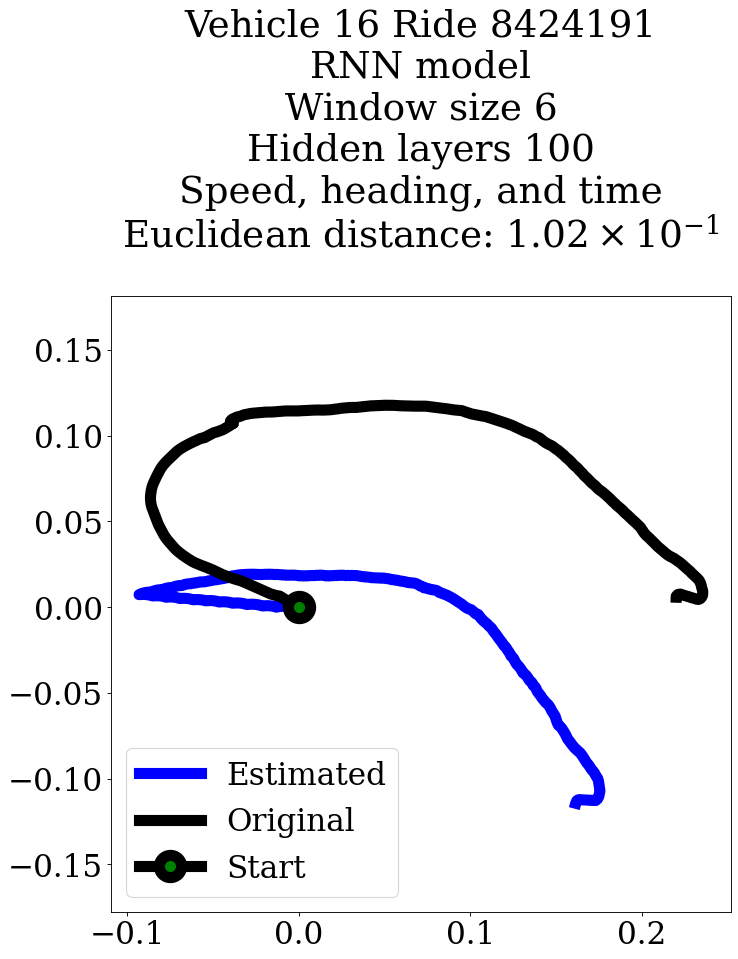 Vehicle 16 Ride 8424191
RNN model
Window size 6
Hidden layers 100
Speed, heading, and time
Euclidean distance: 1.02 × 10⁻¹
0.15
0.10
0.05
0.00
−0.05
−0.10
−0.15
Estimated
Original
Start
−0.1 0.0 0.1 0.2